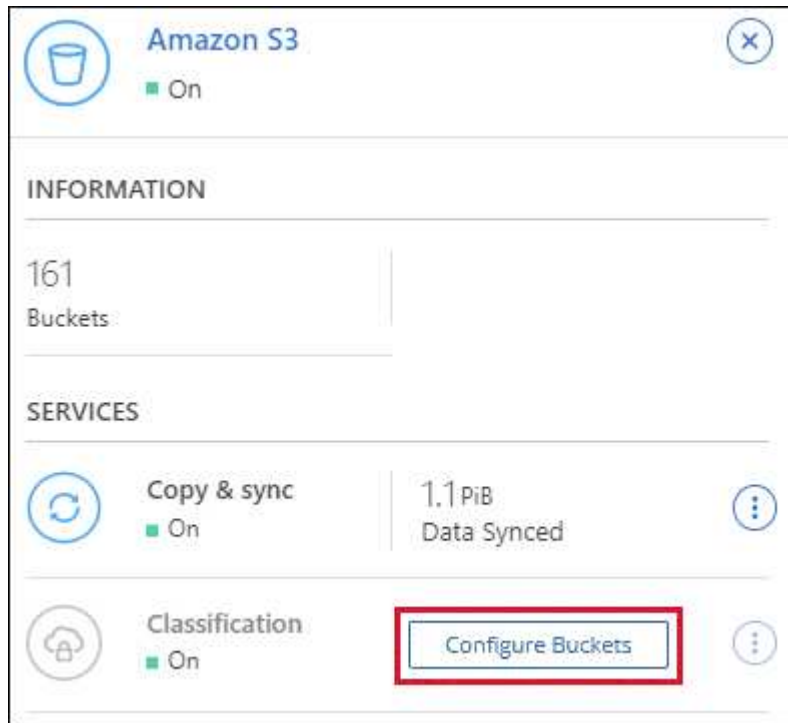 Amazon S3
On
INFORMATION
161
Buckets
SERVICES
Copy & sync
On
1.1 PiB
Data Synced
Classification
On
Configure Buckets